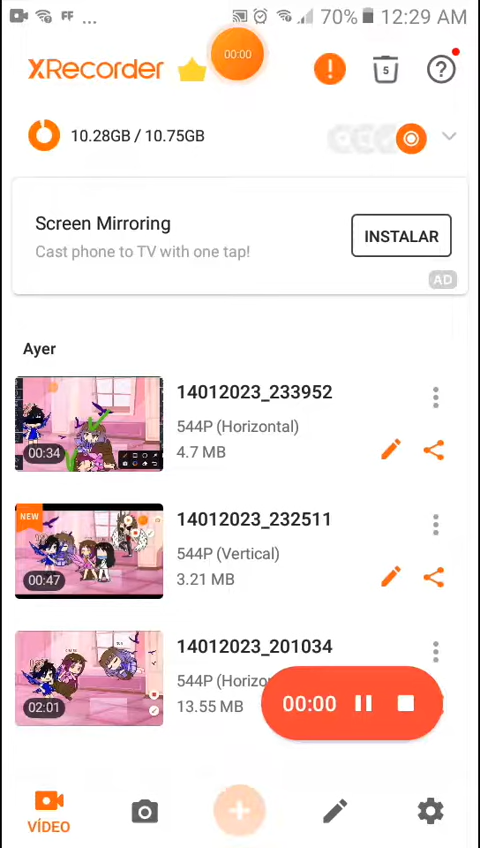 FF ...
70% 12:29 AM
XRecorder
00:00
5
10.28GB / 10.75GB
Screen Mirroring
Cast phone to TV with one tap!
INSTALAR
AD
Ayer
14012023_233952
544P (Horizontal)
4.7 MB
00:34
NEW
14012023_232511
544P (Vertical)
3.21 MB
00:47
14012023_201034
544P (Horizo
13.55 MB
02:01
00:00
VÍDEO